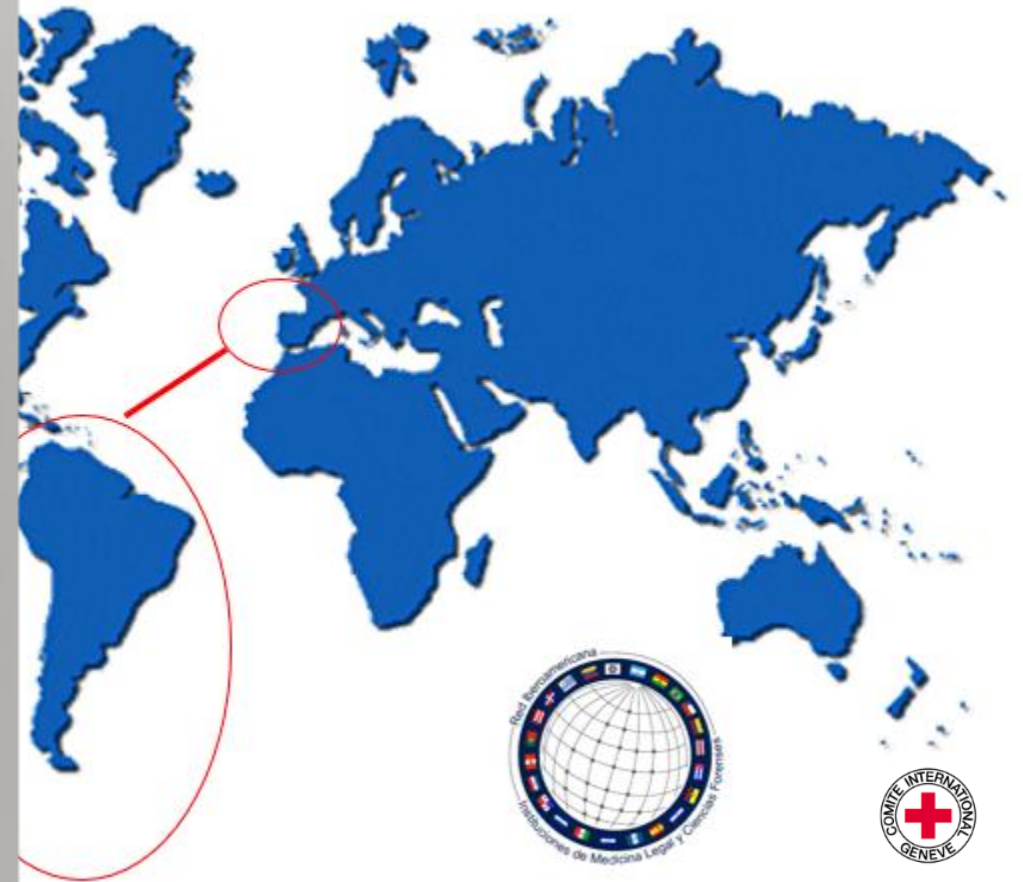 Red Iberoamericana
Instituciones de Medicina Legal y Ciencias Forenses
COMITE INTERNATIONAL
GENEVE